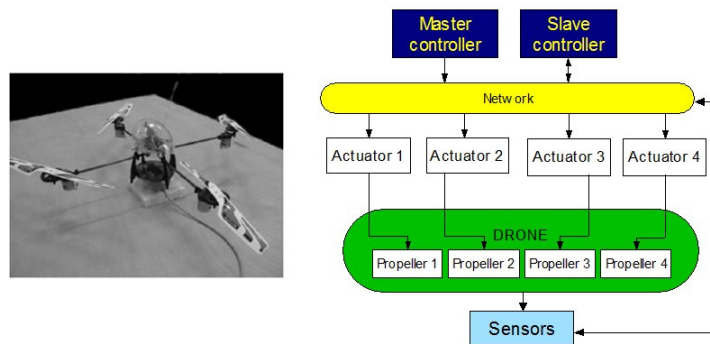 Master
controller
Slave
controller
Network
Actuator 1
Actuator 2
Actuator 3
Actuator 4
DRONE
Propeller 1
Propeller 2
Propeller 3
Propeller 4
Sensors